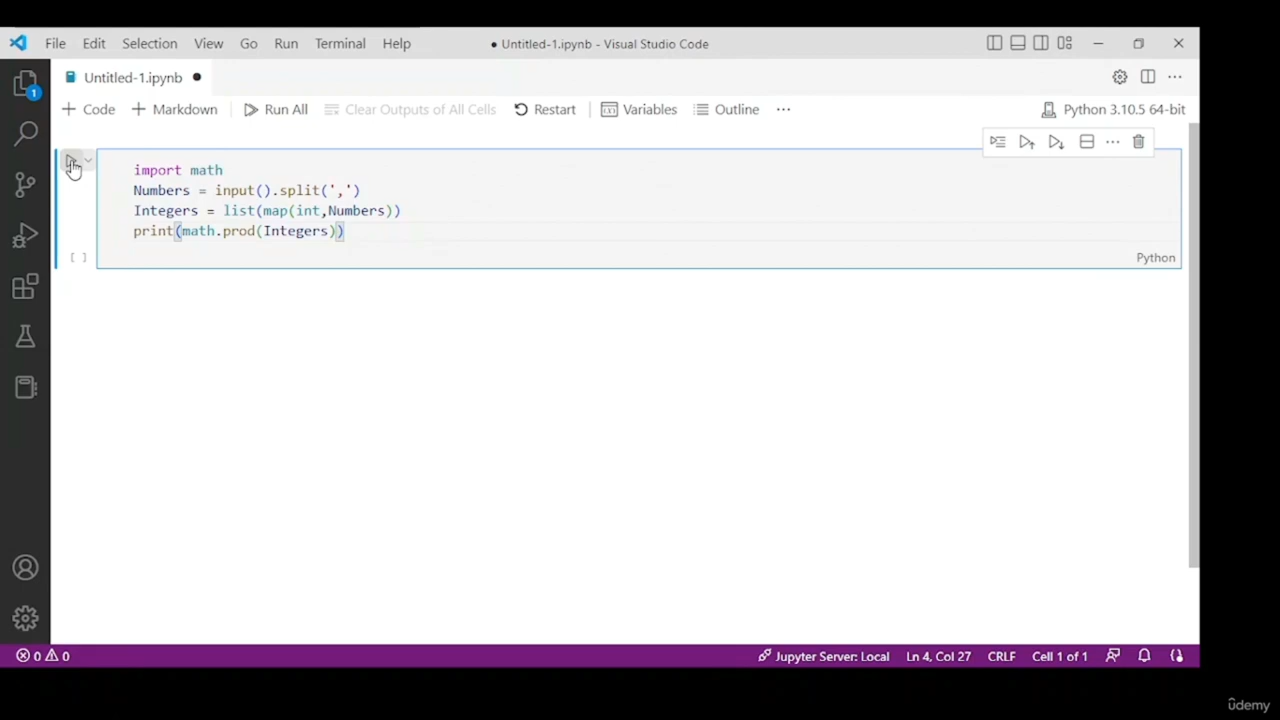 File Edit Selection View Go Run Terminal Help ● Untitled-1.ipynb - Visual Studio Code
Untitled-1.ipynb
1
+ Code + Markdown Run All Clear Outputs of All Cells Restart Variables Outline ... Python 3.10.5 64-bit
import math
Numbers = input().split(',')
Integers = list(map(int,Numbers))
print(math.prod(Integers))
[ ] Python
0 0 Jupyter Server: Local Ln 4, Col 27 CRLF Cell 1 of 1
ûdemy